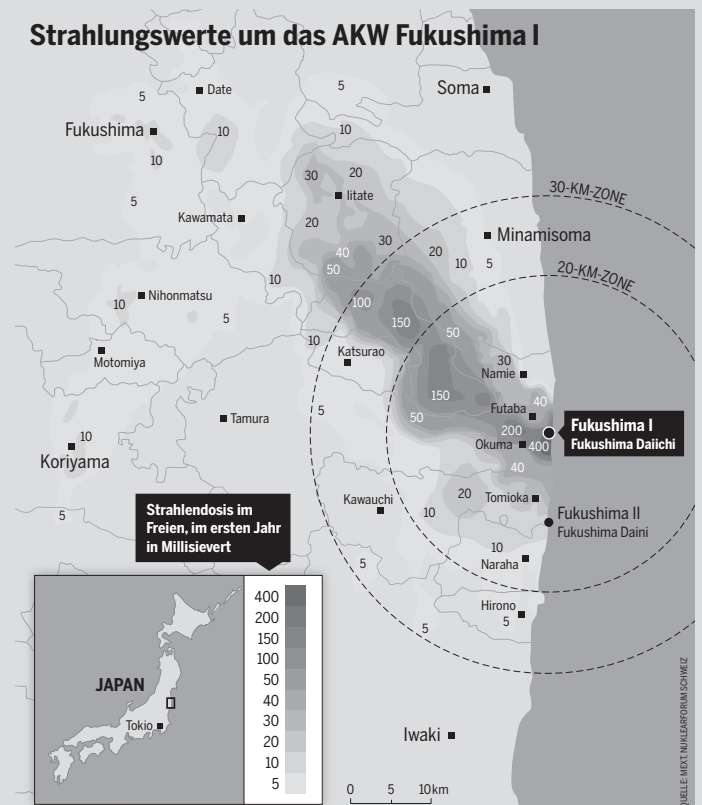 Strahlungswerte um das AKW Fukushima I
5
Date
5
Soma
Fukushima
10
10
10
30
20
Iitate
5
Kawamata
20
30-KM-ZONE
Minamisoma
30
20
10
5
40
50
20-KM-ZONE
10
Nihonmatsu
10
5
100
150
50
10
Motomiya
Katsurao
30
Namie
150
40
Futaba
5
50
Tamura
200
Okuma
400
Fukushima I
Fukushima Daiichi
10
Koriyama
40
20
Tomioka
Kawauchi
10
Fukushima II
Fukushima Daini
5
Strahlendosis im
Freien, im ersten Jahr
in Millisievert
10
Naraha
5
Hirono
5
5
400
200
150
100
50
40
30
20
10
5
JAPAN
Tokio
Iwaki
0 5 10km
QUELLE: MEXT, NUKLEARFORUM SCHWEIZ